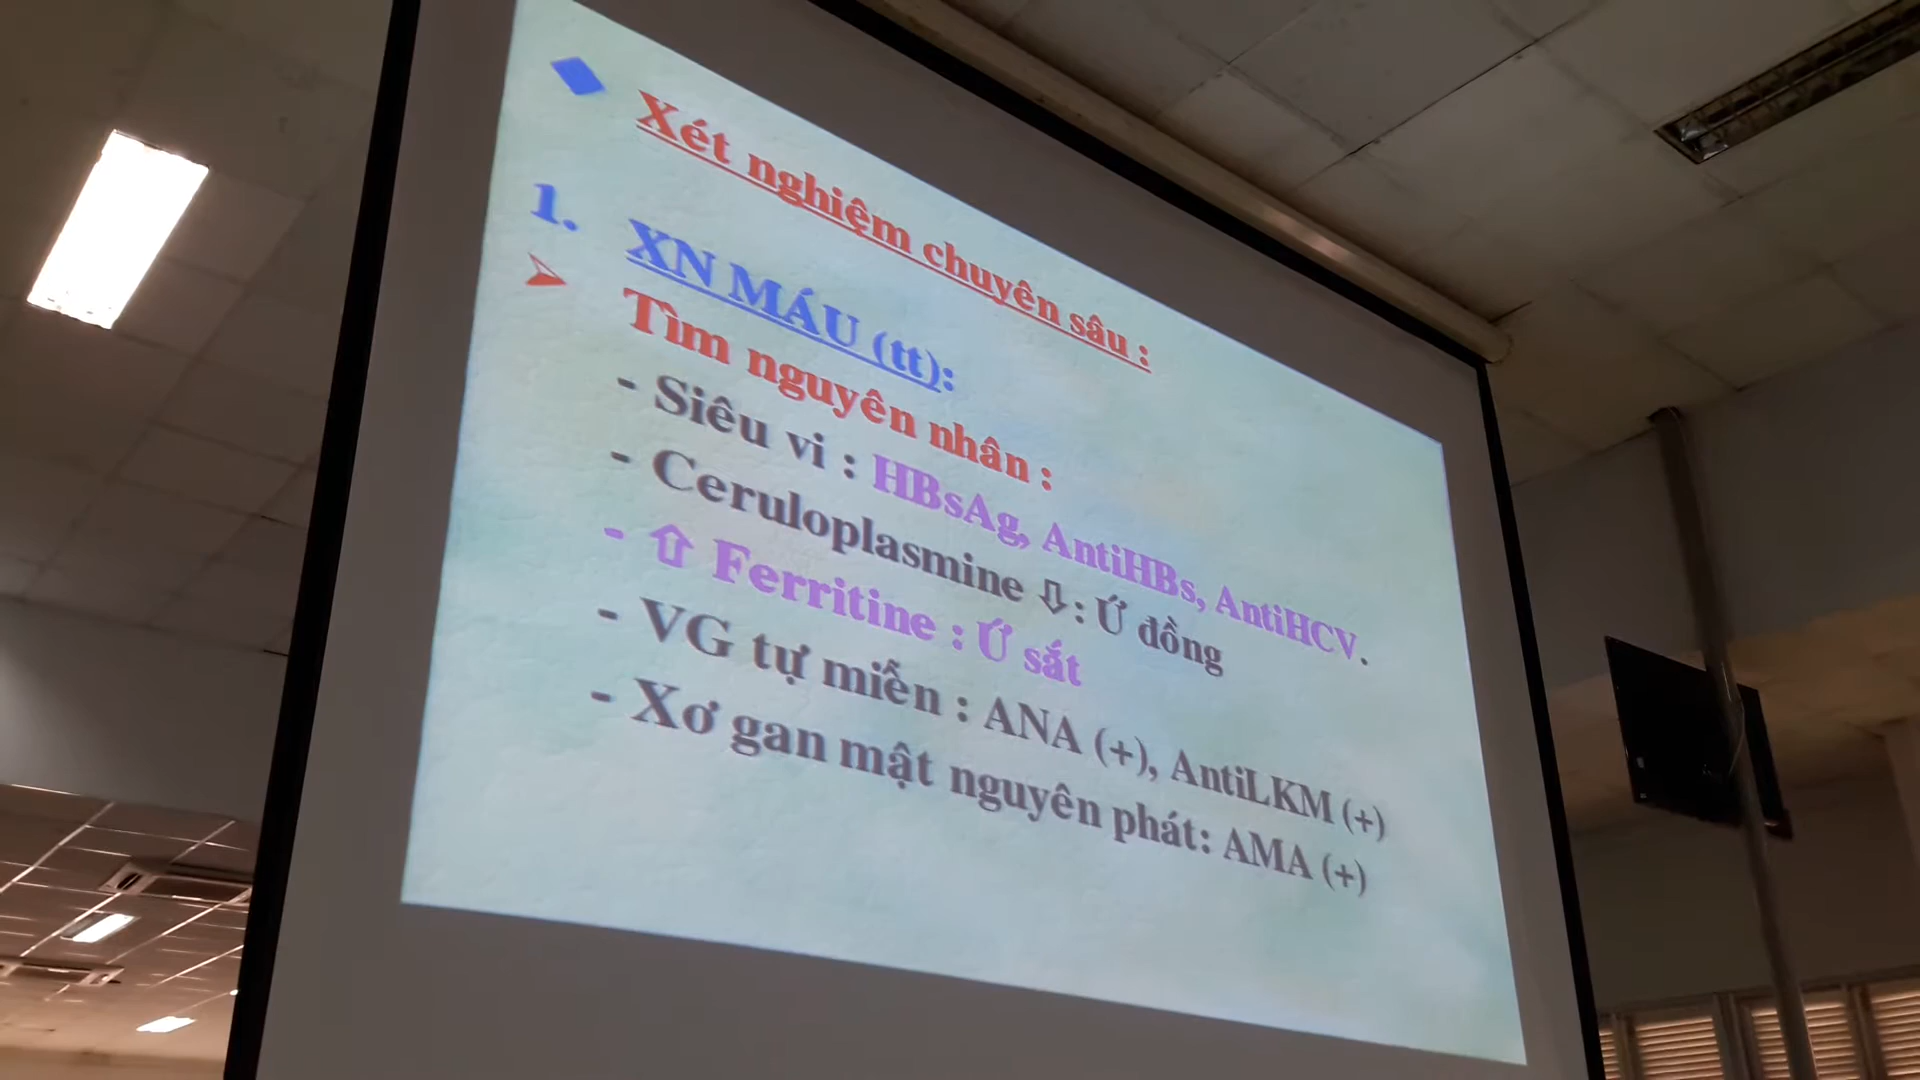 Xét nghiệm chuyên sâu :
1. XN MÁU (tt):
Tìm nguyên nhân :
- Siêu vi : HBsAg, AntiHBs, AntiHCV.
- Ceruloplasmine ⇩: Ứ đồng
- ⇧ Ferritine : Ứ sắt
- VG tự miễn : ANA (+), AntiLKM (+)
- Xơ gan mật nguyên phát: AMA (+)